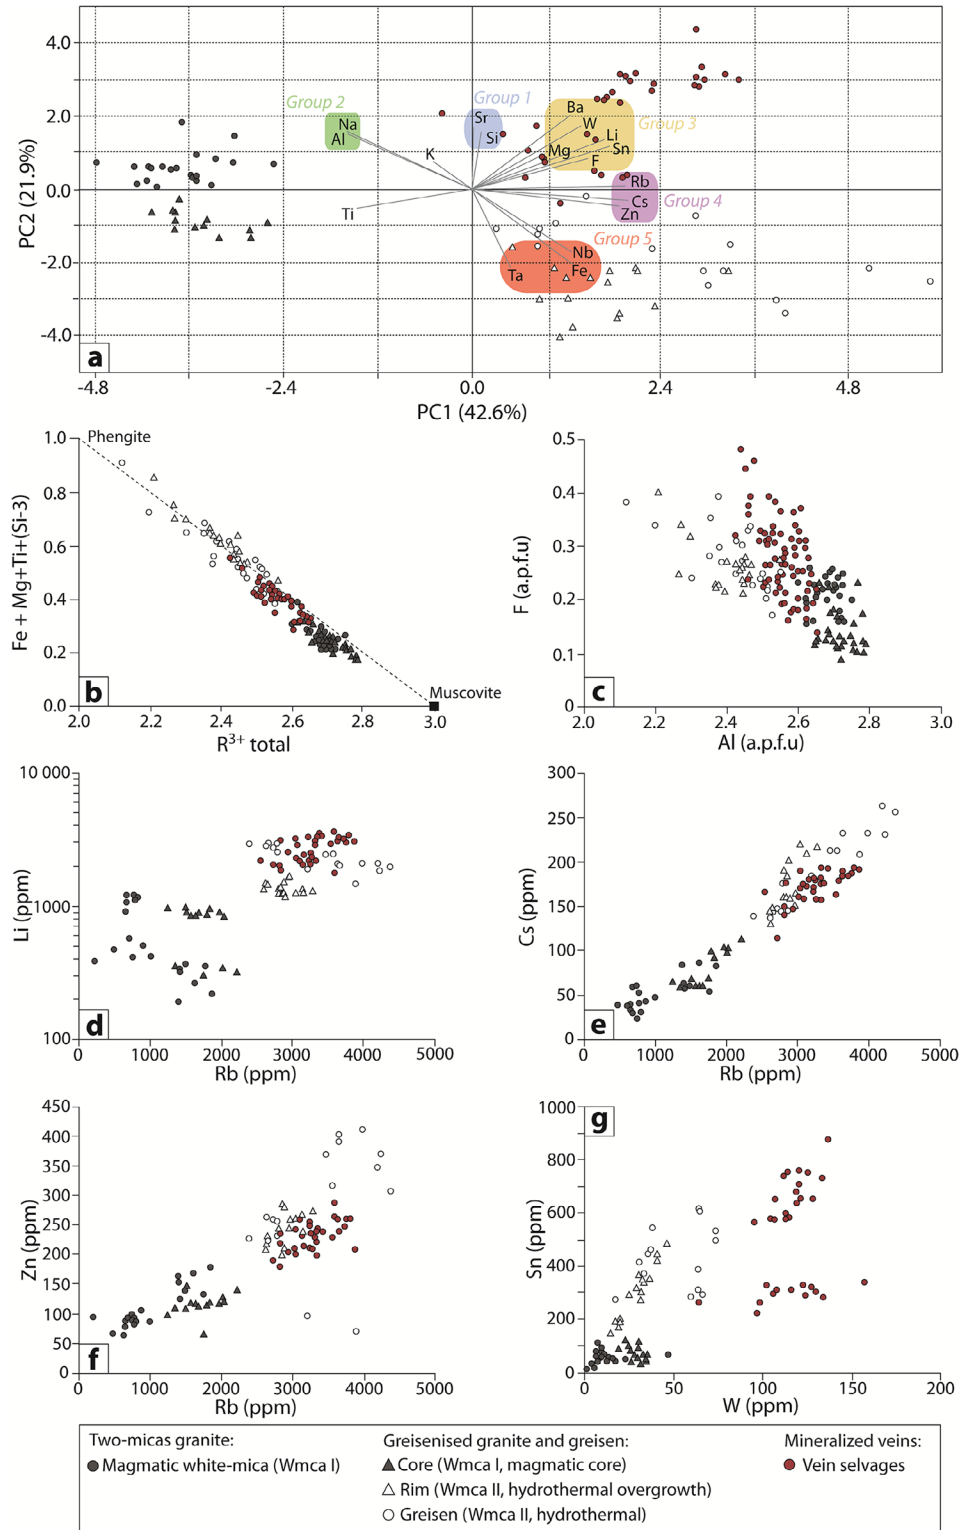 4.0
2.0
0.0
-2.0
-4.0
PC2 (21.9%)
Group 2
Na
Al
K
Ti
Group 1
Sr
Si
Ba
W
Li
Sn
Mg
F
Group 3
Rb
Cs
Zn
Group 4
Group 5
Nb
Fe
Ta
a
-4.8
-2.4
0.0
2.4
4.8
PC1 (42.6%)
1.0
0.8
0.6
0.4
0.2
0.0
Fe + Mg+Ti+(Si-3)
Phengite
Muscovite
b
2.0
2.2
2.4
2.6
2.8
3.0
R3+ total
0.5
0.4
0.3
0.2
0.1
0
F (a.p.f.u)
c
2.0
2.2
2.4
2.6
2.8
3.0
Al (a.p.f.u)
10 000
1000
100
Li (ppm)
d
0
1000
2000
3000
4000
5000
Rb (ppm)
300
250
200
150
100
50
0
Cs (ppm)
e
0
1000
2000
3000
4000
5000
Rb (ppm)
450
400
350
300
250
200
150
100
50
0
Zn (ppm)
f
0
1000
2000
3000
4000
5000
Rb (ppm)
1000
800
600
400
200
0
Sn (ppm)
g
0
50
100
150
200
W (ppm)
Two-micas granite:
Magmatic white-mica (Wmca I)
Greisenised granite and greisen:
Core (Wmca I, magmatic core)
Rim (Wmca II, hydrothermal overgrowth)
Greisen (Wmca II, hydrothermal)
Mineralized veins:
Vein selvages